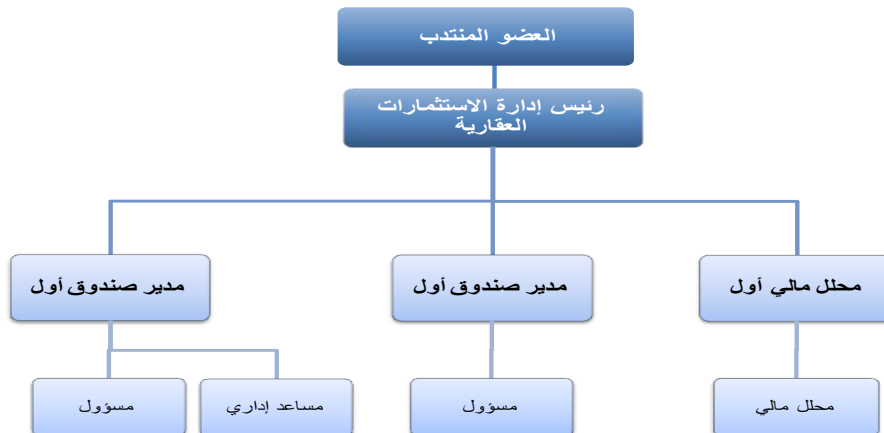 العضو المنتدب
رئيس إدارة الاستثمارات
العقارية
محلل مالي أول
مدير صندوق أول
مدير صندوق أول
محلل مالي
مسؤول
مساعد إداري
مسؤول